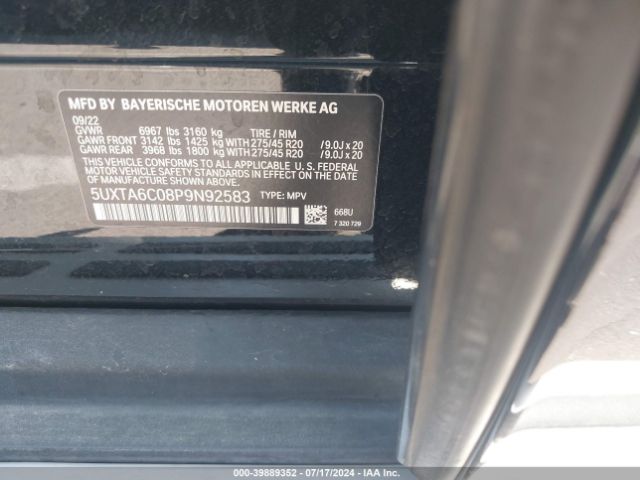 MFD BY BAYERISCHE MOTOREN WERKE AG
09/22
GVWR 6967 lbs 3160 kg TIRE / RIM
GAWR FRONT 3142 lbs 1425 kg WITH 275/45 R20 / 9.0J x 20
GAWR REAR 3968 lbs 1800 kg WITH 275/45 R20 / 9.0J x 20
THIS VEHICLE CONFORMS TO ALL APPLICABLE U. S. FEDERAL
MOTOR VEHICLE SAFETY STANDARDS IN EFFECT ON THE DATE OF
MANUFACTURE SHOWN ABOVE.
5UXTA6C08P9N92583 TYPE: MPV
668U
7 320 729
000-39889352 - 07/17/2024 - IAA Inc.